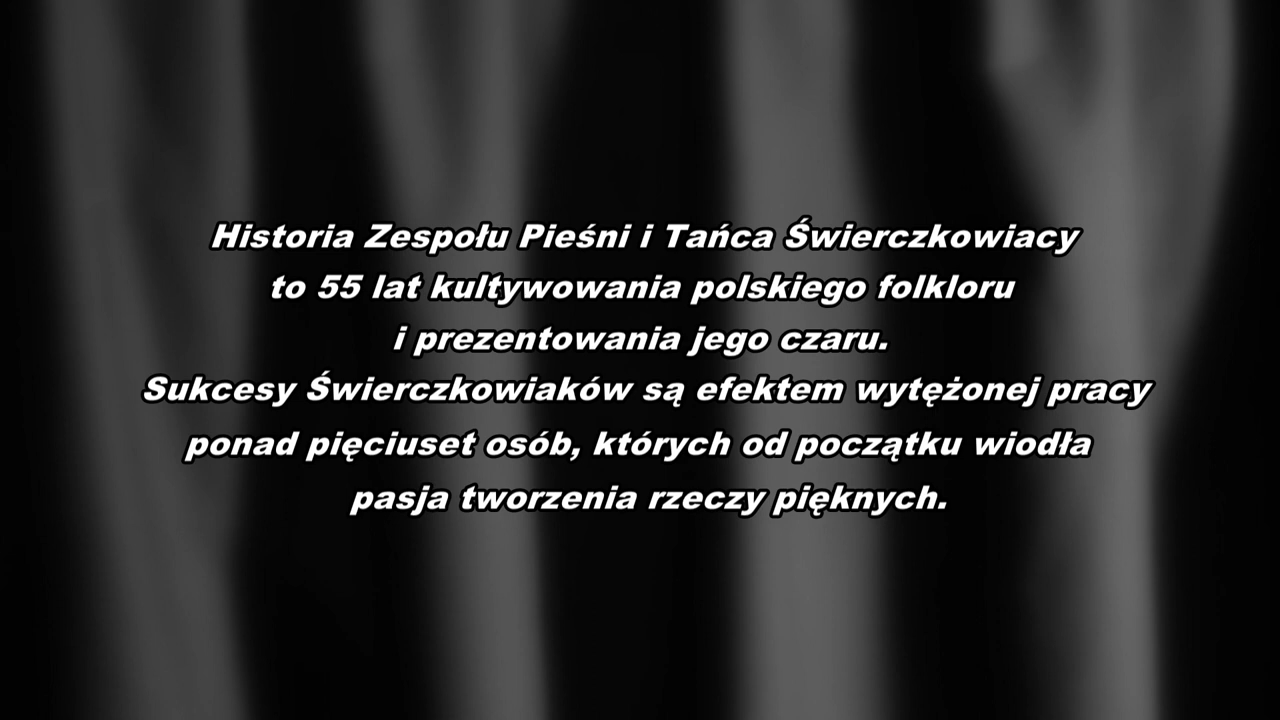 Historia Zespołu Pieśni i Tańca Świerczkowiacy
to 55 lat kultywowania polskiego folkloru
i prezentowania jego czaru.
Sukcesy Świerczkowiaków są efektem wytężonej pracy
ponad pięciuset osób, których od początku wiodła
pasja tworzenia rzeczy pięknych.